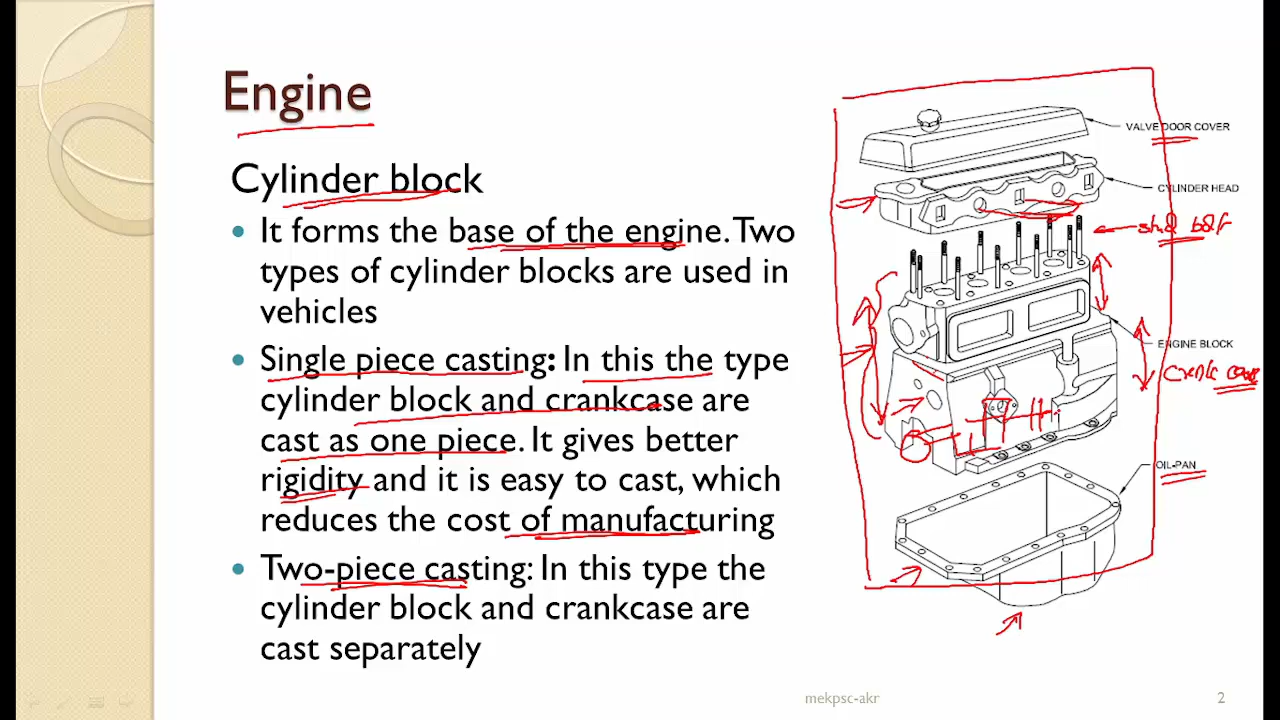 Engine
Cylinder block
It forms the base of the engine. Two
types of cylinder blocks are used in
vehicles
Single piece casting: In this the type
cylinder block and crankcase are
cast as one piece. It gives better
rigidity and it is easy to cast, which
reduces the cost of manufacturing
Two-piece casting: In this type the
cylinder block and crankcase are
cast separately
VALVE DOOR COVER
CYLINDER HEAD
stud bolt
ENGINE BLOCK
crank case
OIL-PAN
mekpsc-akr
2